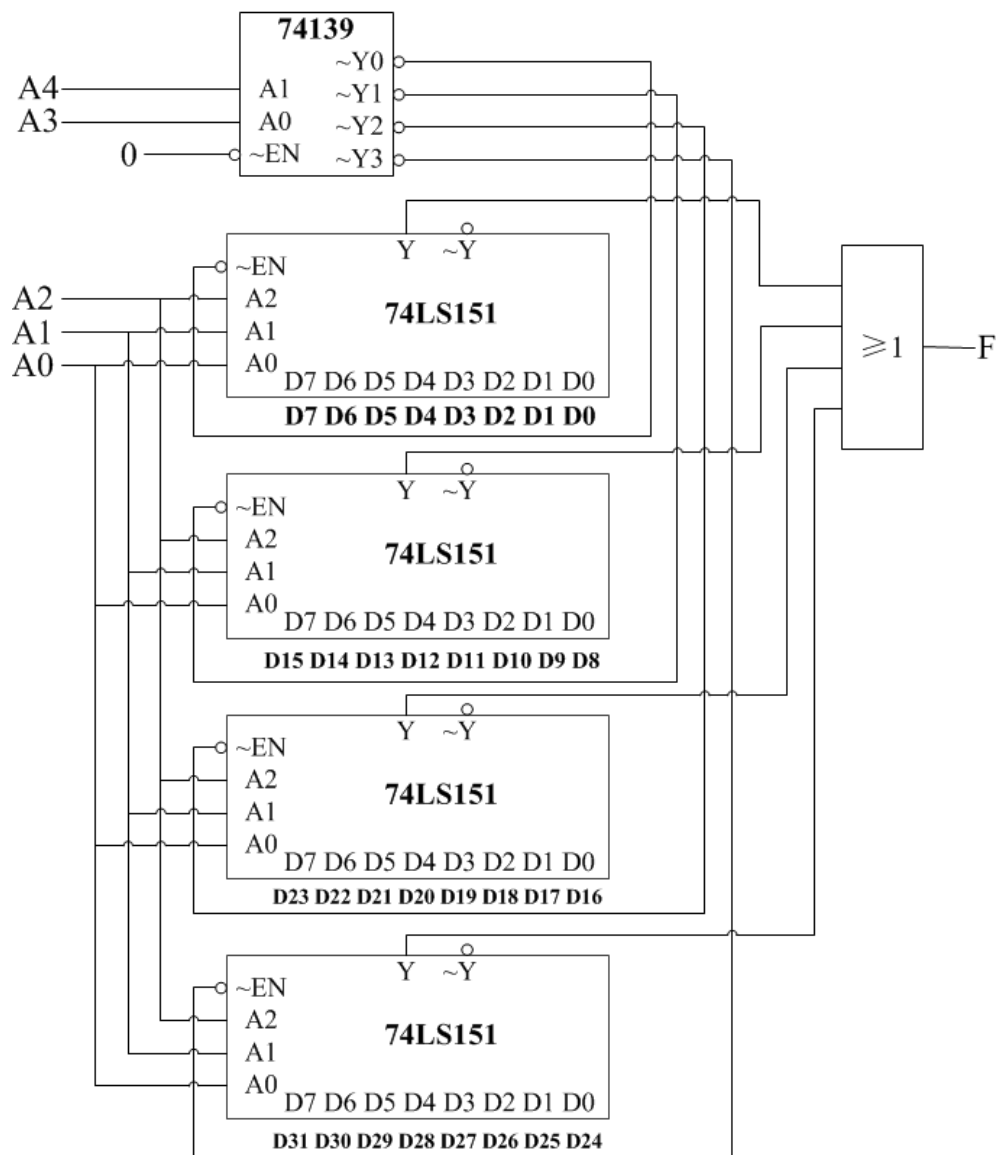 74139
~Y0
A4 A1 ~Y1
A3 A0 ~Y2
0 ~EN ~Y3
Y ~Y
~EN
A2 A2 74LS151
A1 A1
A0 A0
D7 D6 D5 D4 D3 D2 D1 D0
D7 D6 D5 D4 D3 D2 D1 D0
≥1 F
Y ~Y
~EN
A2 74LS151
A1
A0
D7 D6 D5 D4 D3 D2 D1 D0
D15 D14 D13 D12 D11 D10 D9 D8
Y ~Y
~EN
A2 74LS151
A1
A0
D7 D6 D5 D4 D3 D2 D1 D0
D23 D22 D21 D20 D19 D18 D17 D16
Y ~Y
~EN
A2 74LS151
A1
A0
D7 D6 D5 D4 D3 D2 D1 D0
D31 D30 D29 D28 D27 D26 D25 D24